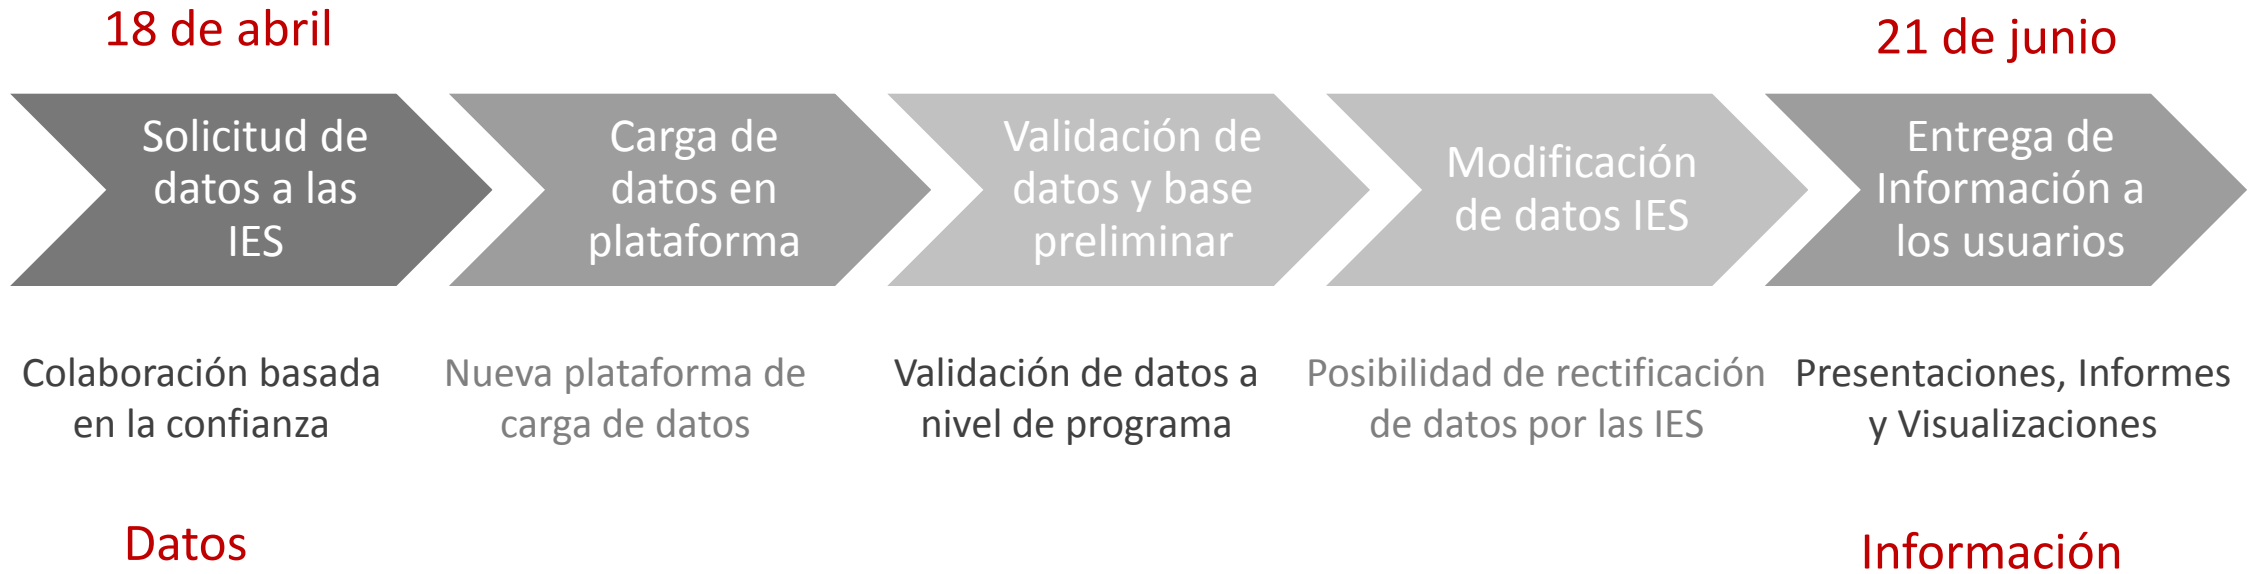 18 de abril
21 de junio
Solicitud de
datos a las
IES
Carga de
datos en
plataforma
Validación de
datos y base
preliminar
Modificación
de datos IES
Entrega de
Información a
los usuarios
Colaboración basada
en la confianza
Nueva plataforma de
carga de datos
Validación de datos a
nivel de programa
Posibilidad de rectificación
de datos por las IES
Presentaciones, Informes
y Visualizaciones
Datos
Información